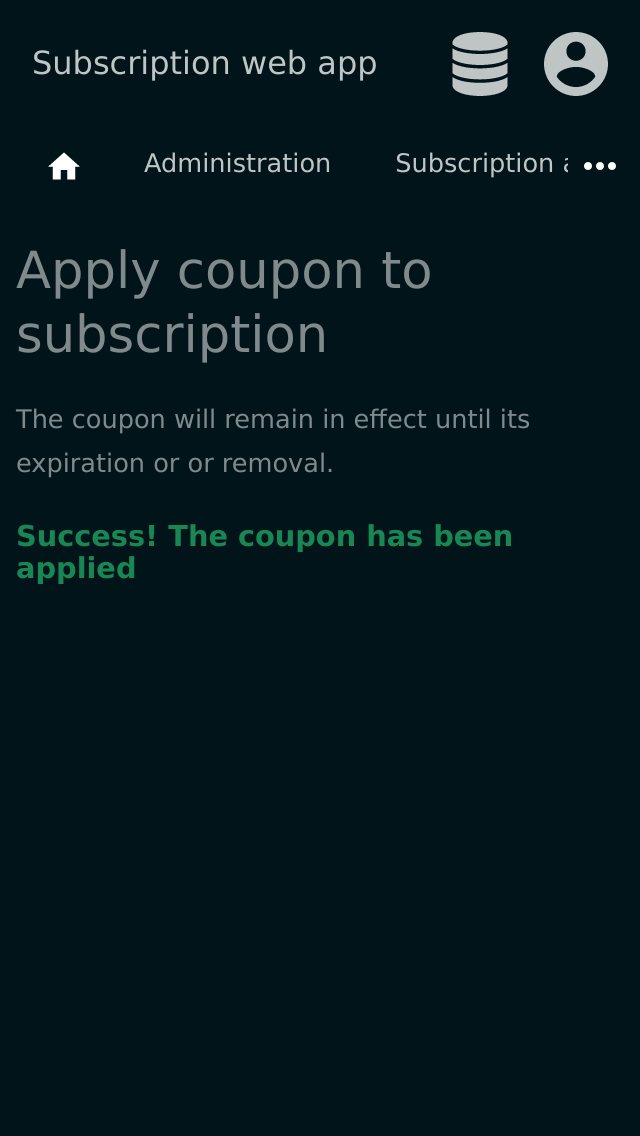 Subscription web app
Administration
Subscription
Apply coupon to
subscription
The coupon will remain in effect until its
expiration or or removal.
Success! The coupon has been
applied